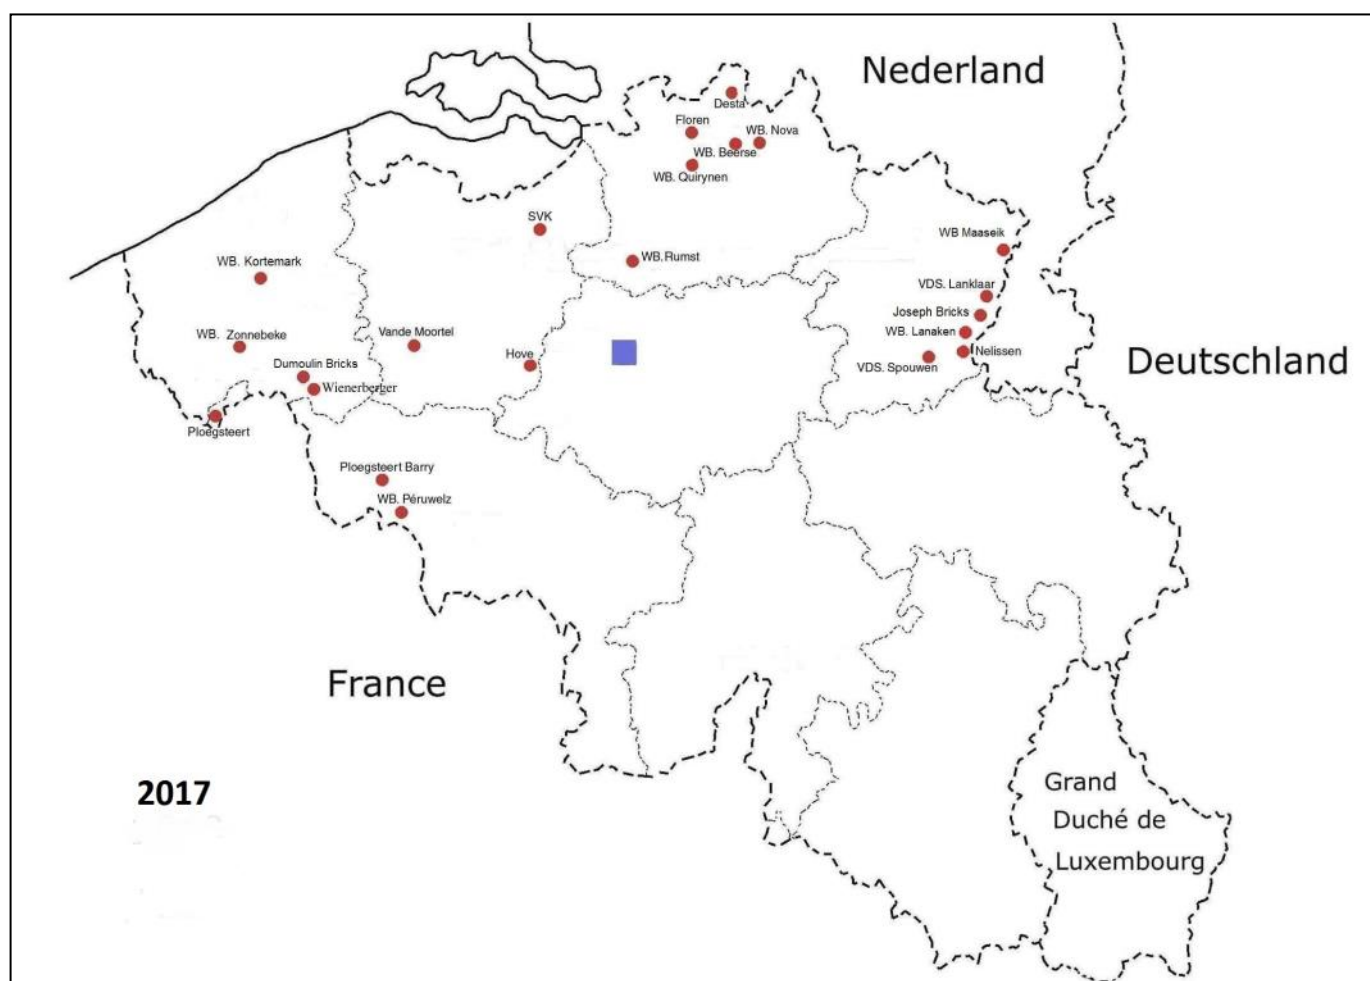 Nederland
Desta
Floren
WB. Nova
WB. Beerse
WB. Quirynen
SVK
WB Maaseik
WB. Kortemark
WB. Rumst
VDS. Lanklaar
Joseph Bricks
WB. Zonnebeke
Vande Moortel
WB. Lanaken
Hove
Nelissen
Dumoulin Bricks
VDS. Spouwen
Deutschland
Wienerberger
Ploegsteert
Ploegsteert Barry
WB. Péruwelz
France
2017
Grand
Duché de
Luxembourg